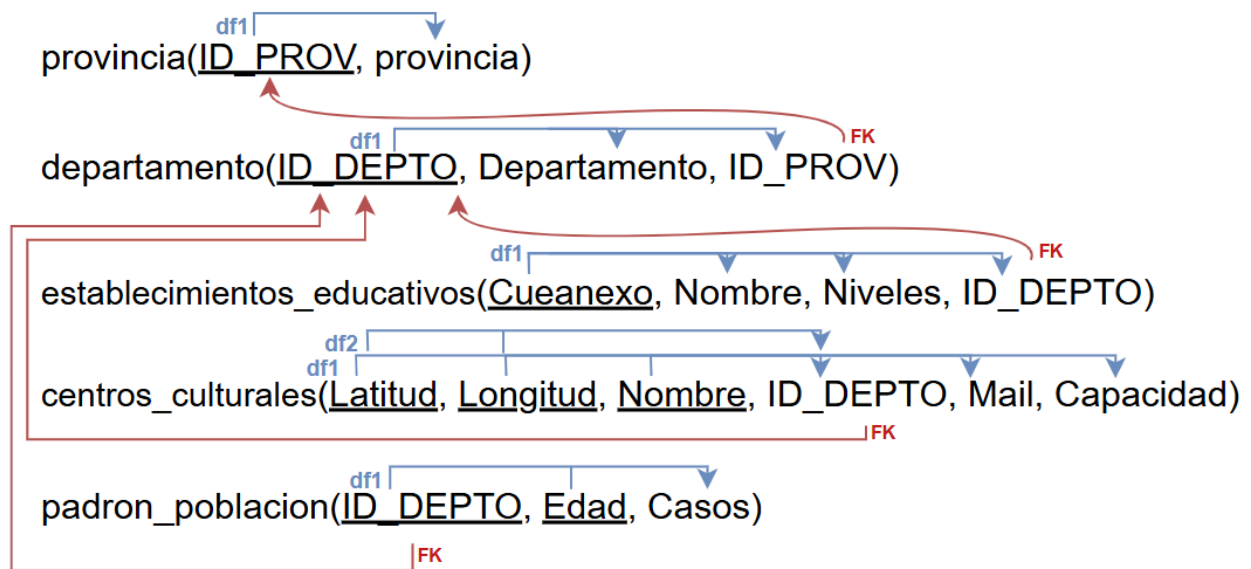 df1
provincia(ID_PROV, provincia)
df1 FK
departamento(ID_DEPTO, Departamento, ID_PROV)
df1 FK
establecimientos_educativos(Cueanexo, Nombre, Niveles, ID_DEPTO)
df2
df1
centros_culturales(Latitud, Longitud, Nombre, ID_DEPTO, Mail, Capacidad)
FK
df1
padron_poblacion(ID_DEPTO, Edad, Casos)
FK